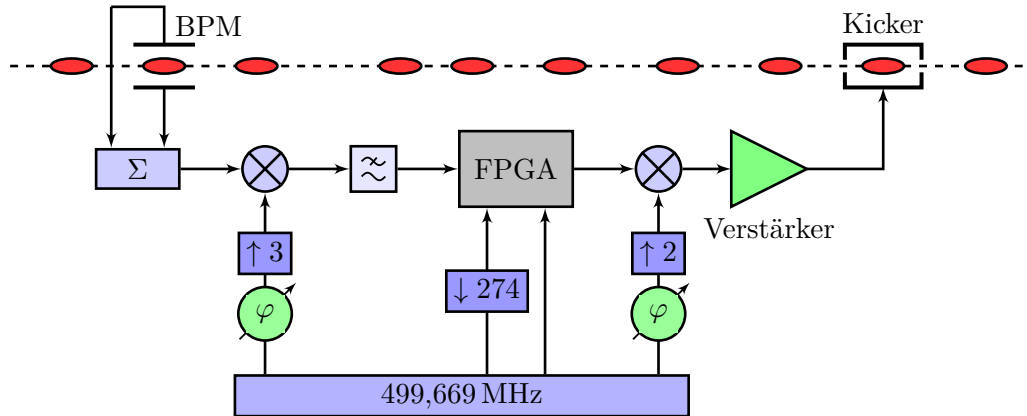 BPM
Kicker
Σ
FPGA
Verstärker
↑ 3
↑ 2
↓ 274
φ
φ
499,669 MHz